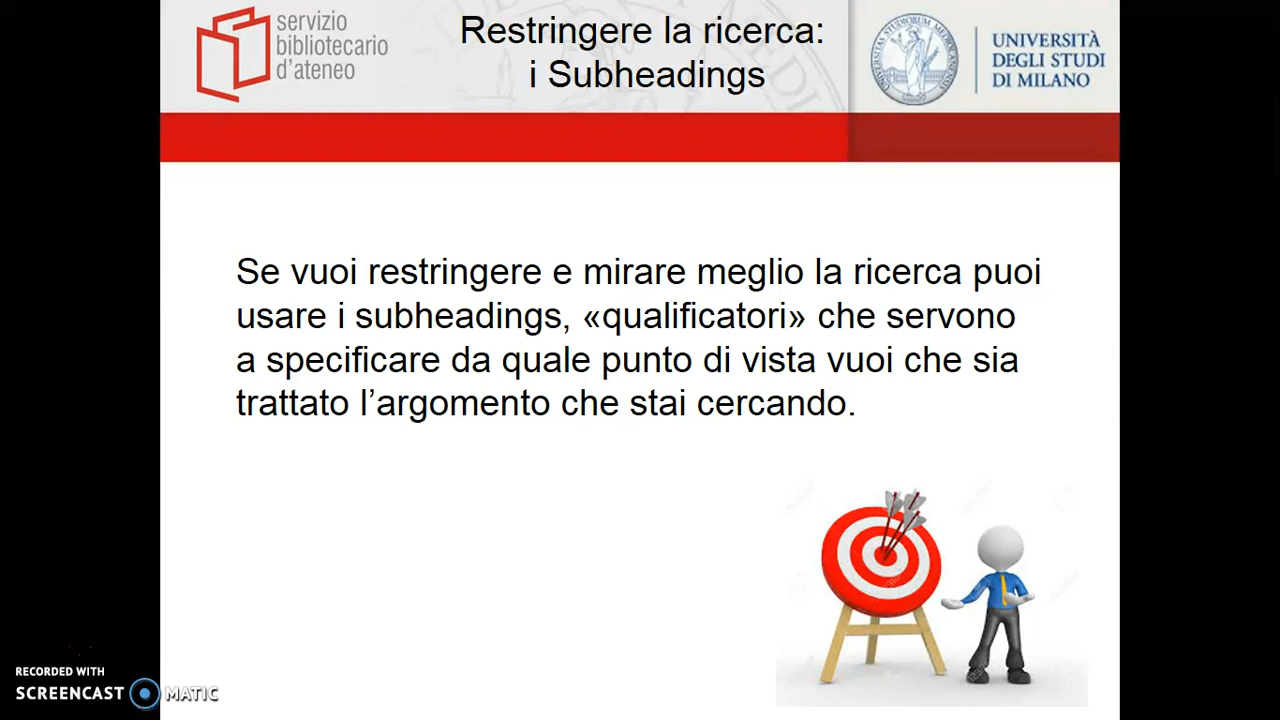 servizio
bibliotecario
d'ateneo
Restringere la ricerca:
i Subheadings
UNIVERSITÀ
DEGLI STUDI
DI MILANO
Se vuoi restringere e mirare meglio la ricerca puoi
usare i subheadings, «qualificatori» che servono
a specificare da quale punto di vista vuoi che sia
trattato l’argomento che stai cercando.
RECORDED WITH
SCREENCAST MATIC